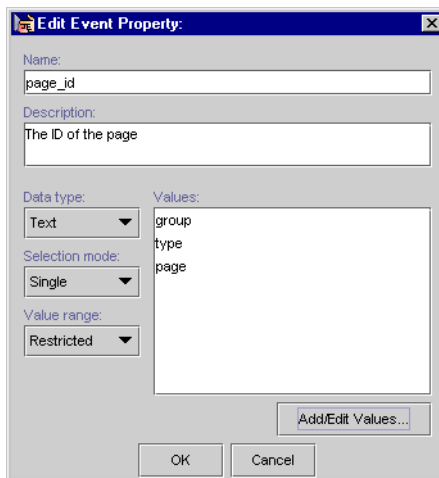 Edit Event Property:
Name:
page_id
Description:
The ID of the page
Data type:
Text
Selection mode:
Single
Value range:
Restricted
Values:
group
type
page
Add/Edit Values...
OK
Cancel